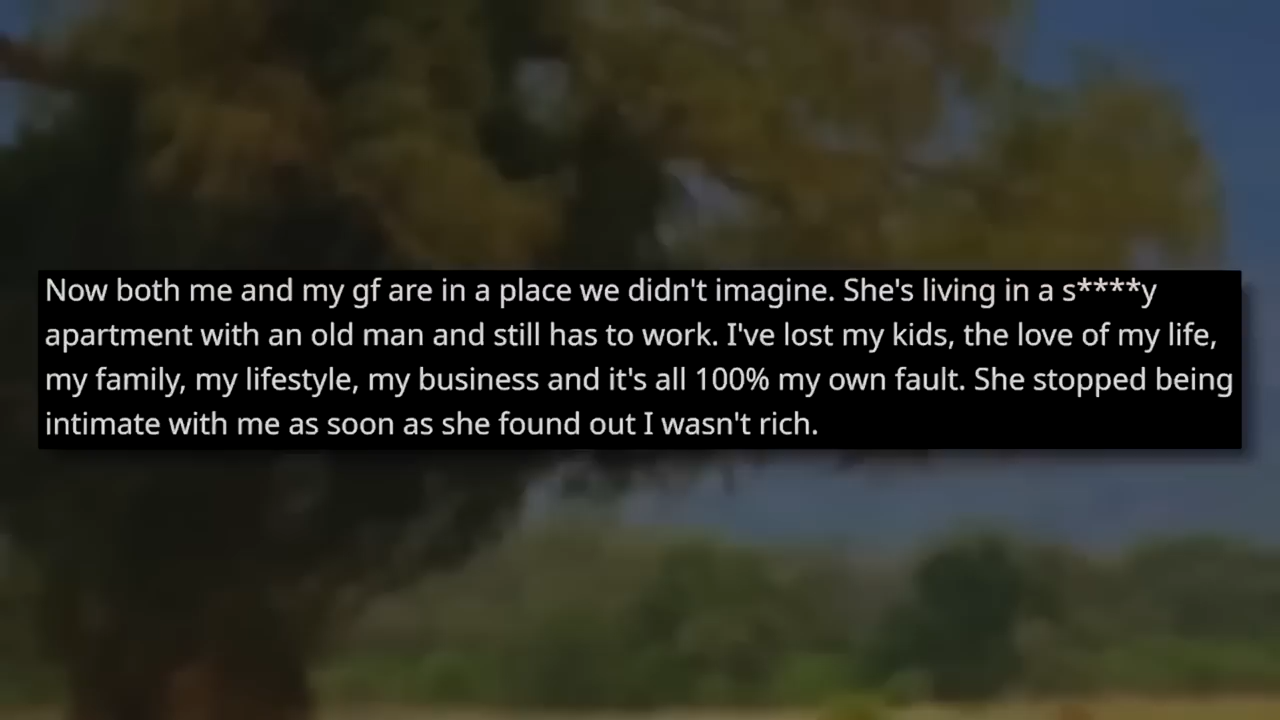 Now both me and my gf are in a place we didn't imagine. She's living in a s****y
apartment with an old man and still has to work. I've lost my kids, the love of my life,
my family, my lifestyle, my business and it's all 100% my own fault. She stopped being
intimate with me as soon as she found out I wasn't rich.